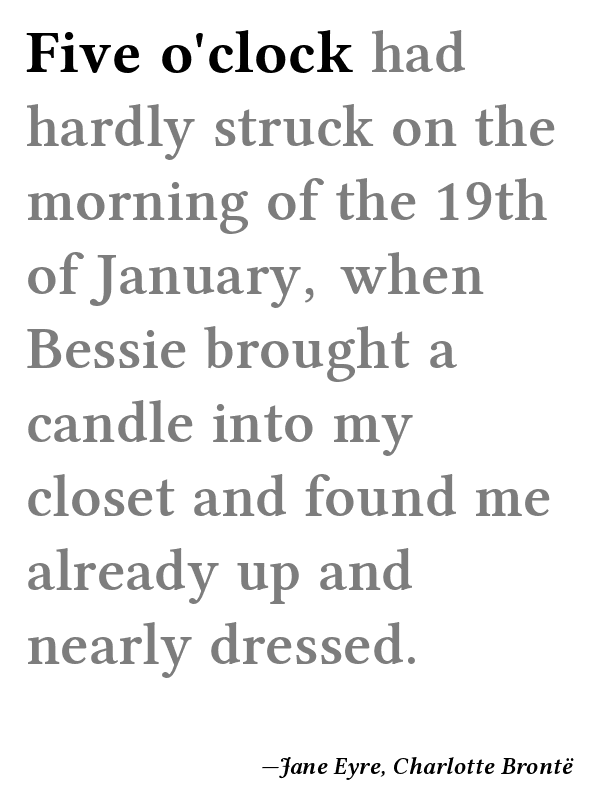 Five o'clock had
hardly struck on the
morning of the 19th
of January, when
Bessie brought a
candle into my
closet and found me
already up and
nearly dressed.
—Jane Eyre, Charlotte Brontë